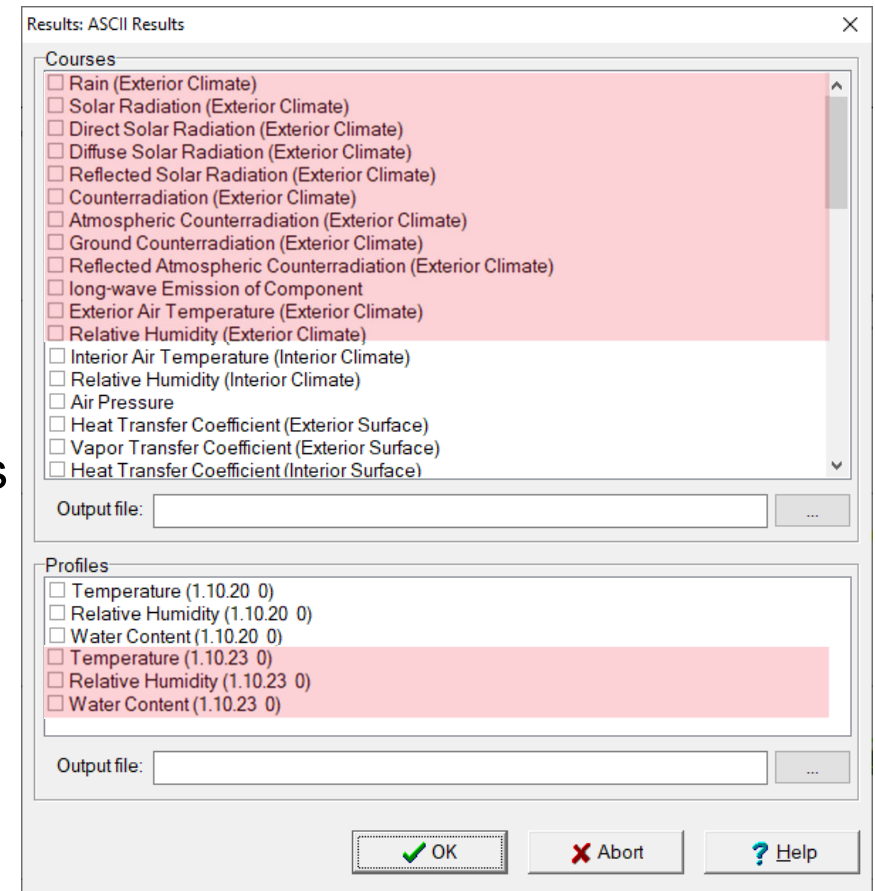 Results: ASCII Results
Courses
Rain (Exterior Climate)
Solar Radiation (Exterior Climate)
Direct Solar Radiation (Exterior Climate)
Diffuse Solar Radiation (Exterior Climate)
Reflected Solar Radiation (Exterior Climate)
Counterradiation (Exterior Climate)
Atmospheric Counterradiation (Exterior Climate)
Ground Counterradiation (Exterior Climate)
Reflected Atmospheric Counterradiation (Exterior Climate)
long-wave Emission of Component
Exterior Air Temperature (Exterior Climate)
Relative Humidity (Exterior Climate)
Interior Air Temperature (Interior Climate)
Relative Humidity (Interior Climate)
Air Pressure
Heat Transfer Coefficient (Exterior Surface)
Vapor Transfer Coefficient (Exterior Surface)
Heat Transfer Coefficient (Interior Surface)
s
Output file:
...
Profiles
Temperature (1.10.20 0)
Relative Humidity (1.10.20 0)
Water Content (1.10.20 0)
Temperature (1.10.23 0)
Relative Humidity (1.10.23 0)
Water Content (1.10.23 0)
Output file:
...
OK Abort Help